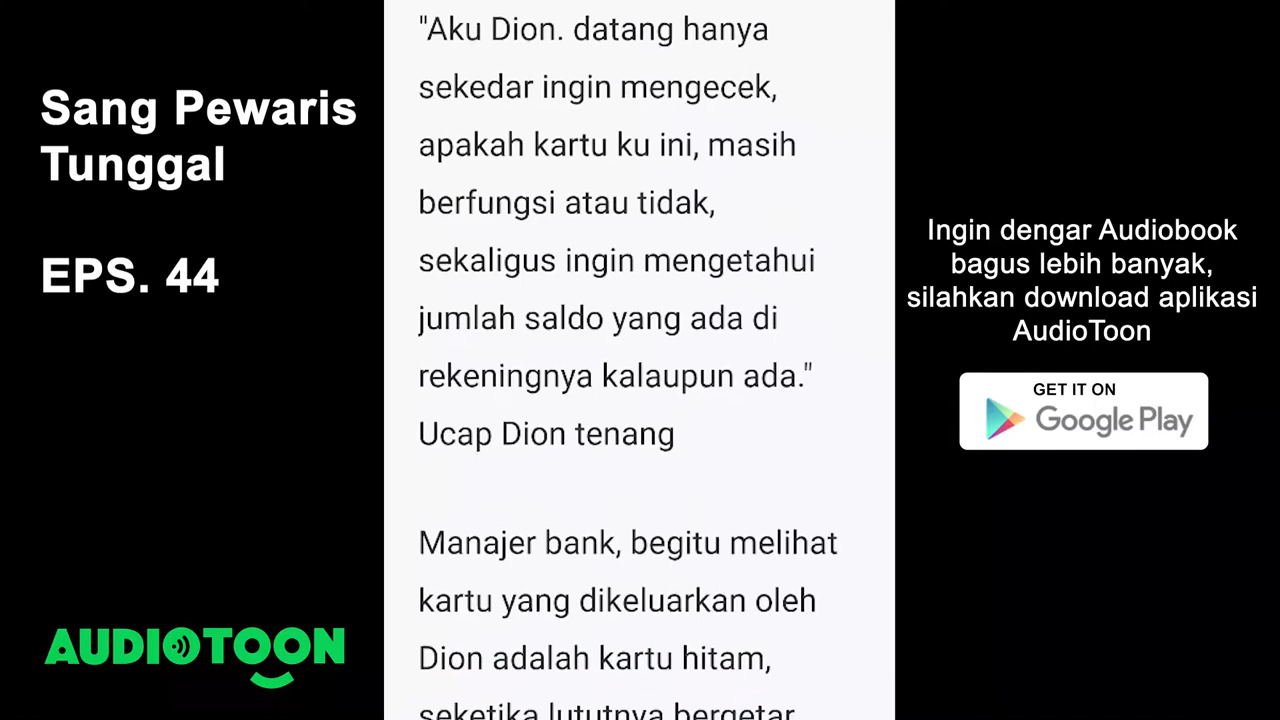 Sang Pewaris
Tunggal
EPS. 44
AUDIOTOON
"Aku Dion. datang hanya
sekedar ingin mengecek,
apakah kartu ku ini, masih
berfungsi atau tidak,
sekaligus ingin mengetahui
jumlah saldo yang ada di
rekeningnya kalaupun ada."
Ucap Dion tenang
Manajer bank, begitu melihat
kartu yang dikeluarkan oleh
Dion adalah kartu hitam,
seketika lututnya bergetar
Ingin dengar Audiobook
bagus lebih banyak,
silahkan download aplikasi
AudioToon
GET IT ON
Google Play